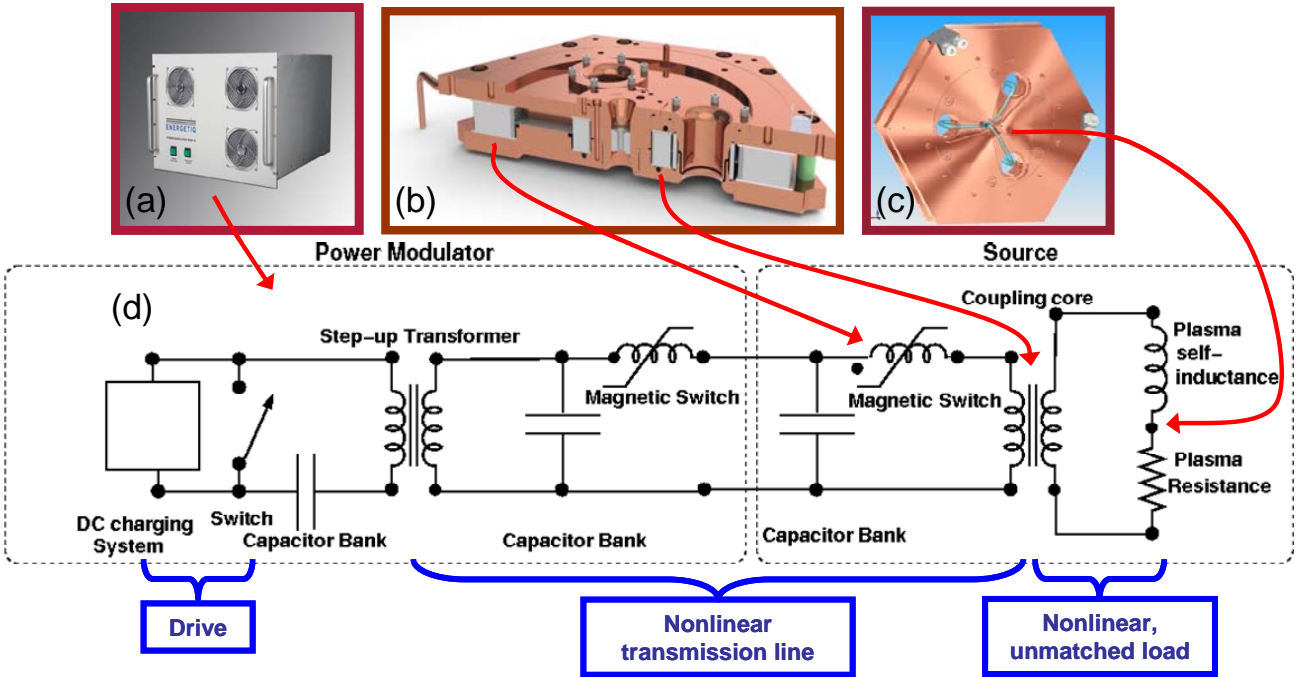 ENERGETIQ
(a)
(b)
(c)
Power Modulator
Source
(d)
Coupling core
Step-up Transformer
Plasma
self-
inductance
Magnetic Switch
Magnetic Switch
Plasma
Resistance
DC charging
System
Switch
Capacitor Bank
Capacitor Bank
Capacitor Bank
Drive
Nonlinear
transmission line
Nonlinear,
unmatched load